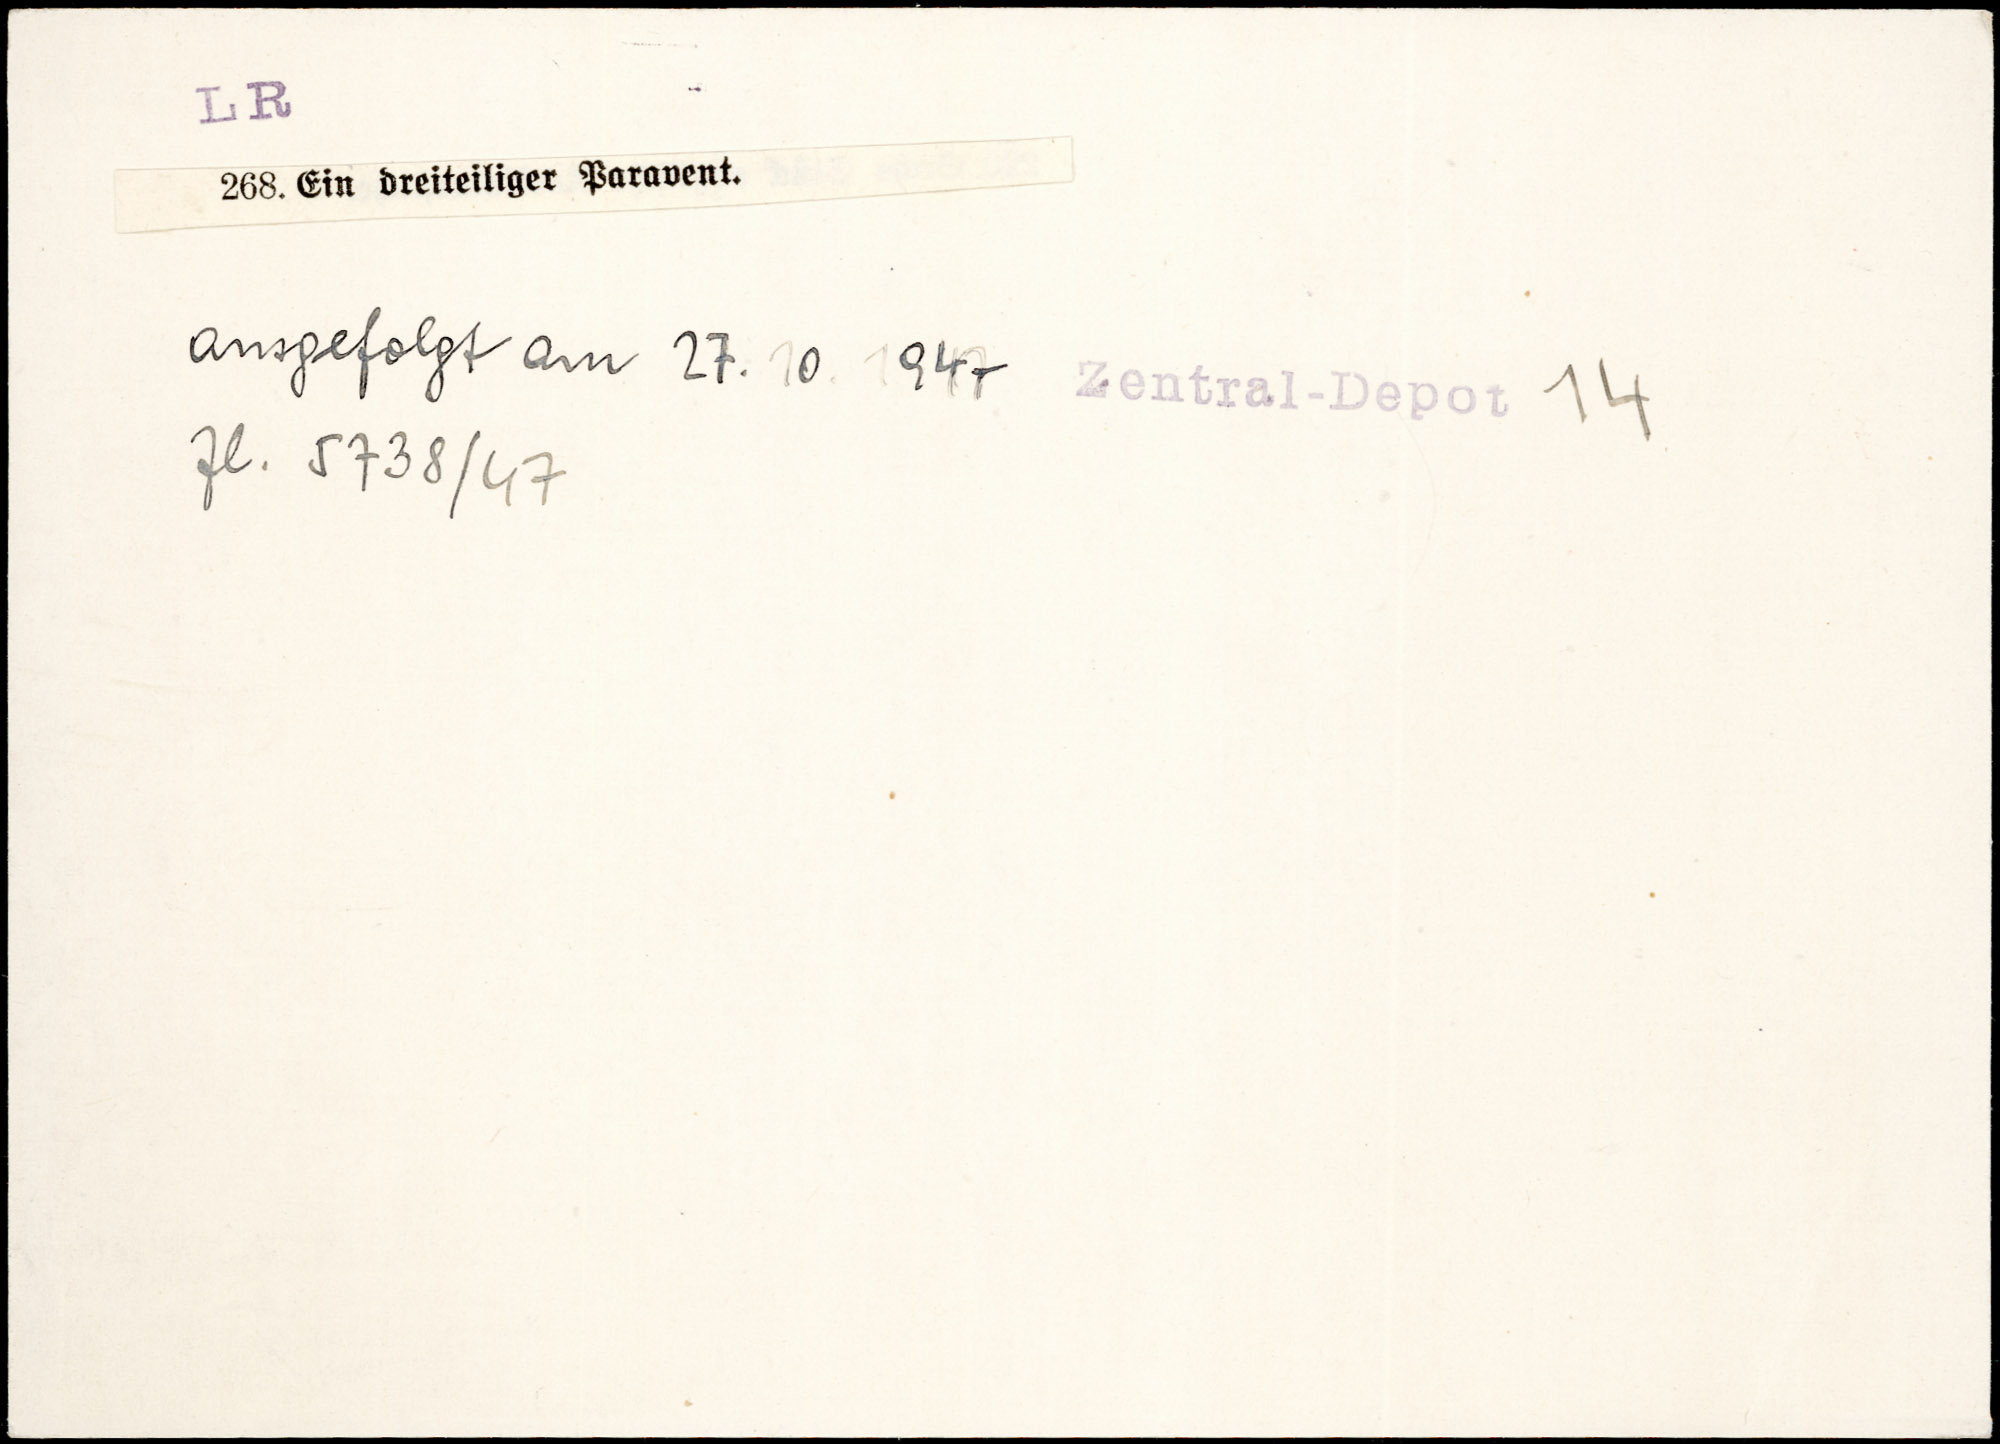 LR
268. Ein dreiteiliger Paravent.
ausgefolgt am 27. 10. 1947 Zentral-Depot 14
Zl. 5738/47